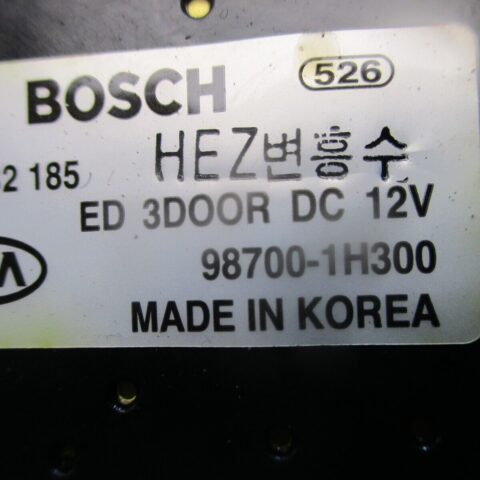 BOSCH 526
2 185 HEZ변흥수
ED 3DOOR DC 12V
98700-1H300
MADE IN KOREA